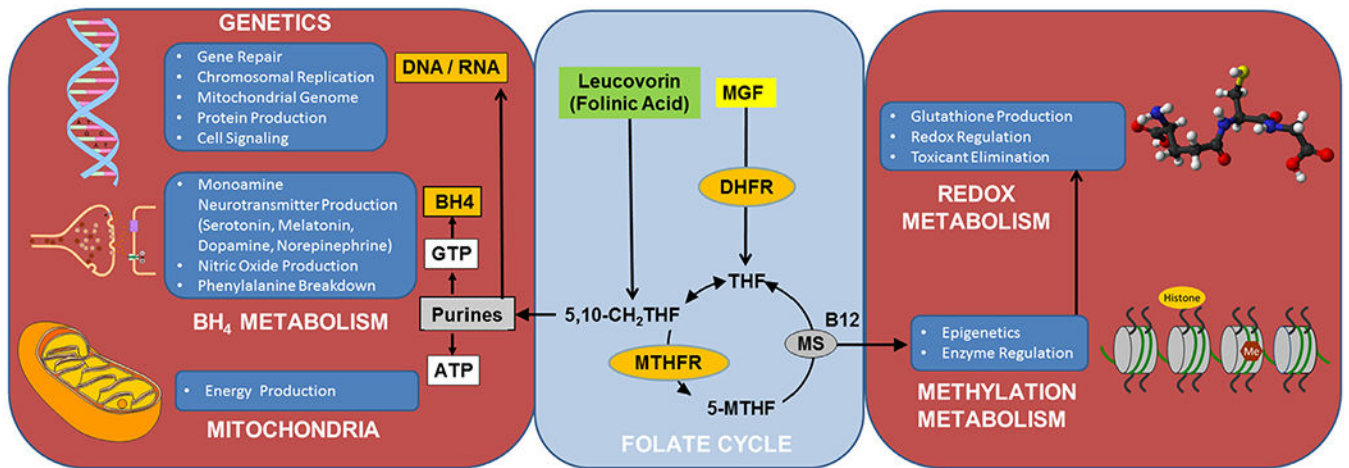 GENETICS
• Gene Repair
• Chromosomal Replication
• Mitochondrial Genome
• Protein Production
• Cell Signaling
DNA / RNA
• Monoamine
Neurotransmitter Production
(Serotonin, Melatonin,
Dopamine, Norepinephrine)
• Nitric Oxide Production
• Phenylalanine Breakdown
BH4
GTP
BH₄ METABOLISM
Purines
ATP
• Energy Production
MITOCHONDRIA
Leucovorin
(Folinic Acid)
MGF
DHFR
THF
5,10-CH₂THF
B12
MS
MTHFR
5-MTHF
FOLATE CYCLE
• Glutathione Production
• Redox Regulation
• Toxicant Elimination
REDOX
METABOLISM
Histone
• Epigenetics
• Enzyme Regulation
Me
METHYLATION
METABOLISM